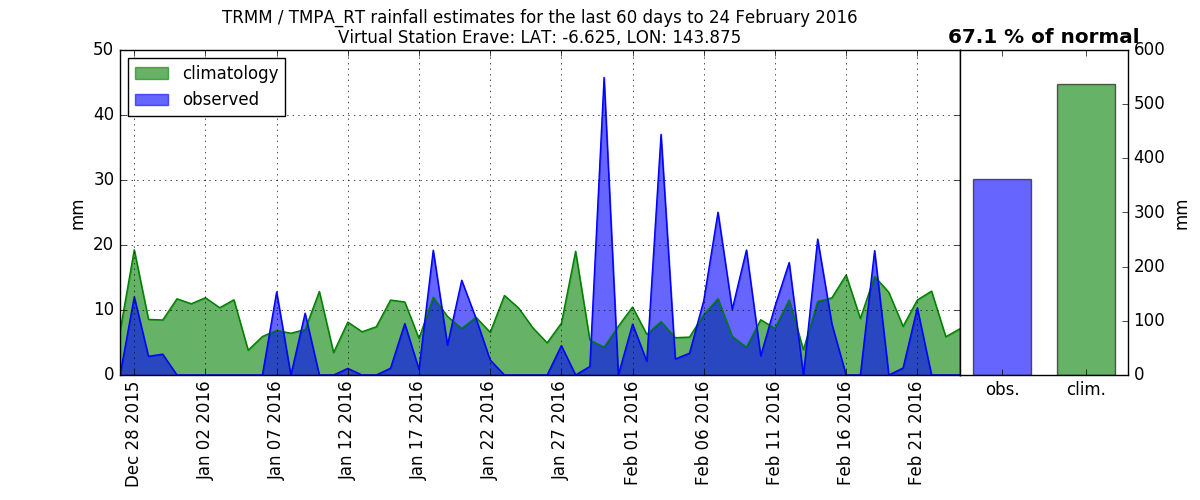 TRMM / TMPA_RT rainfall estimates for the last 60 days to 24 February 2016
Virtual Station Erave: LAT: -6.625, LON: 143.875
67.1 % of normal
climatology
observed
50
40
30
20
10
0
mm
Dec 28 2015
Jan 02 2016
Jan 07 2016
Jan 12 2016
Jan 17 2016
Jan 22 2016
Jan 27 2016
Feb 01 2016
Feb 06 2016
Feb 11 2016
Feb 16 2016
Feb 21 2016
600
500
400
300
200
100
0
mm
obs.
clim.